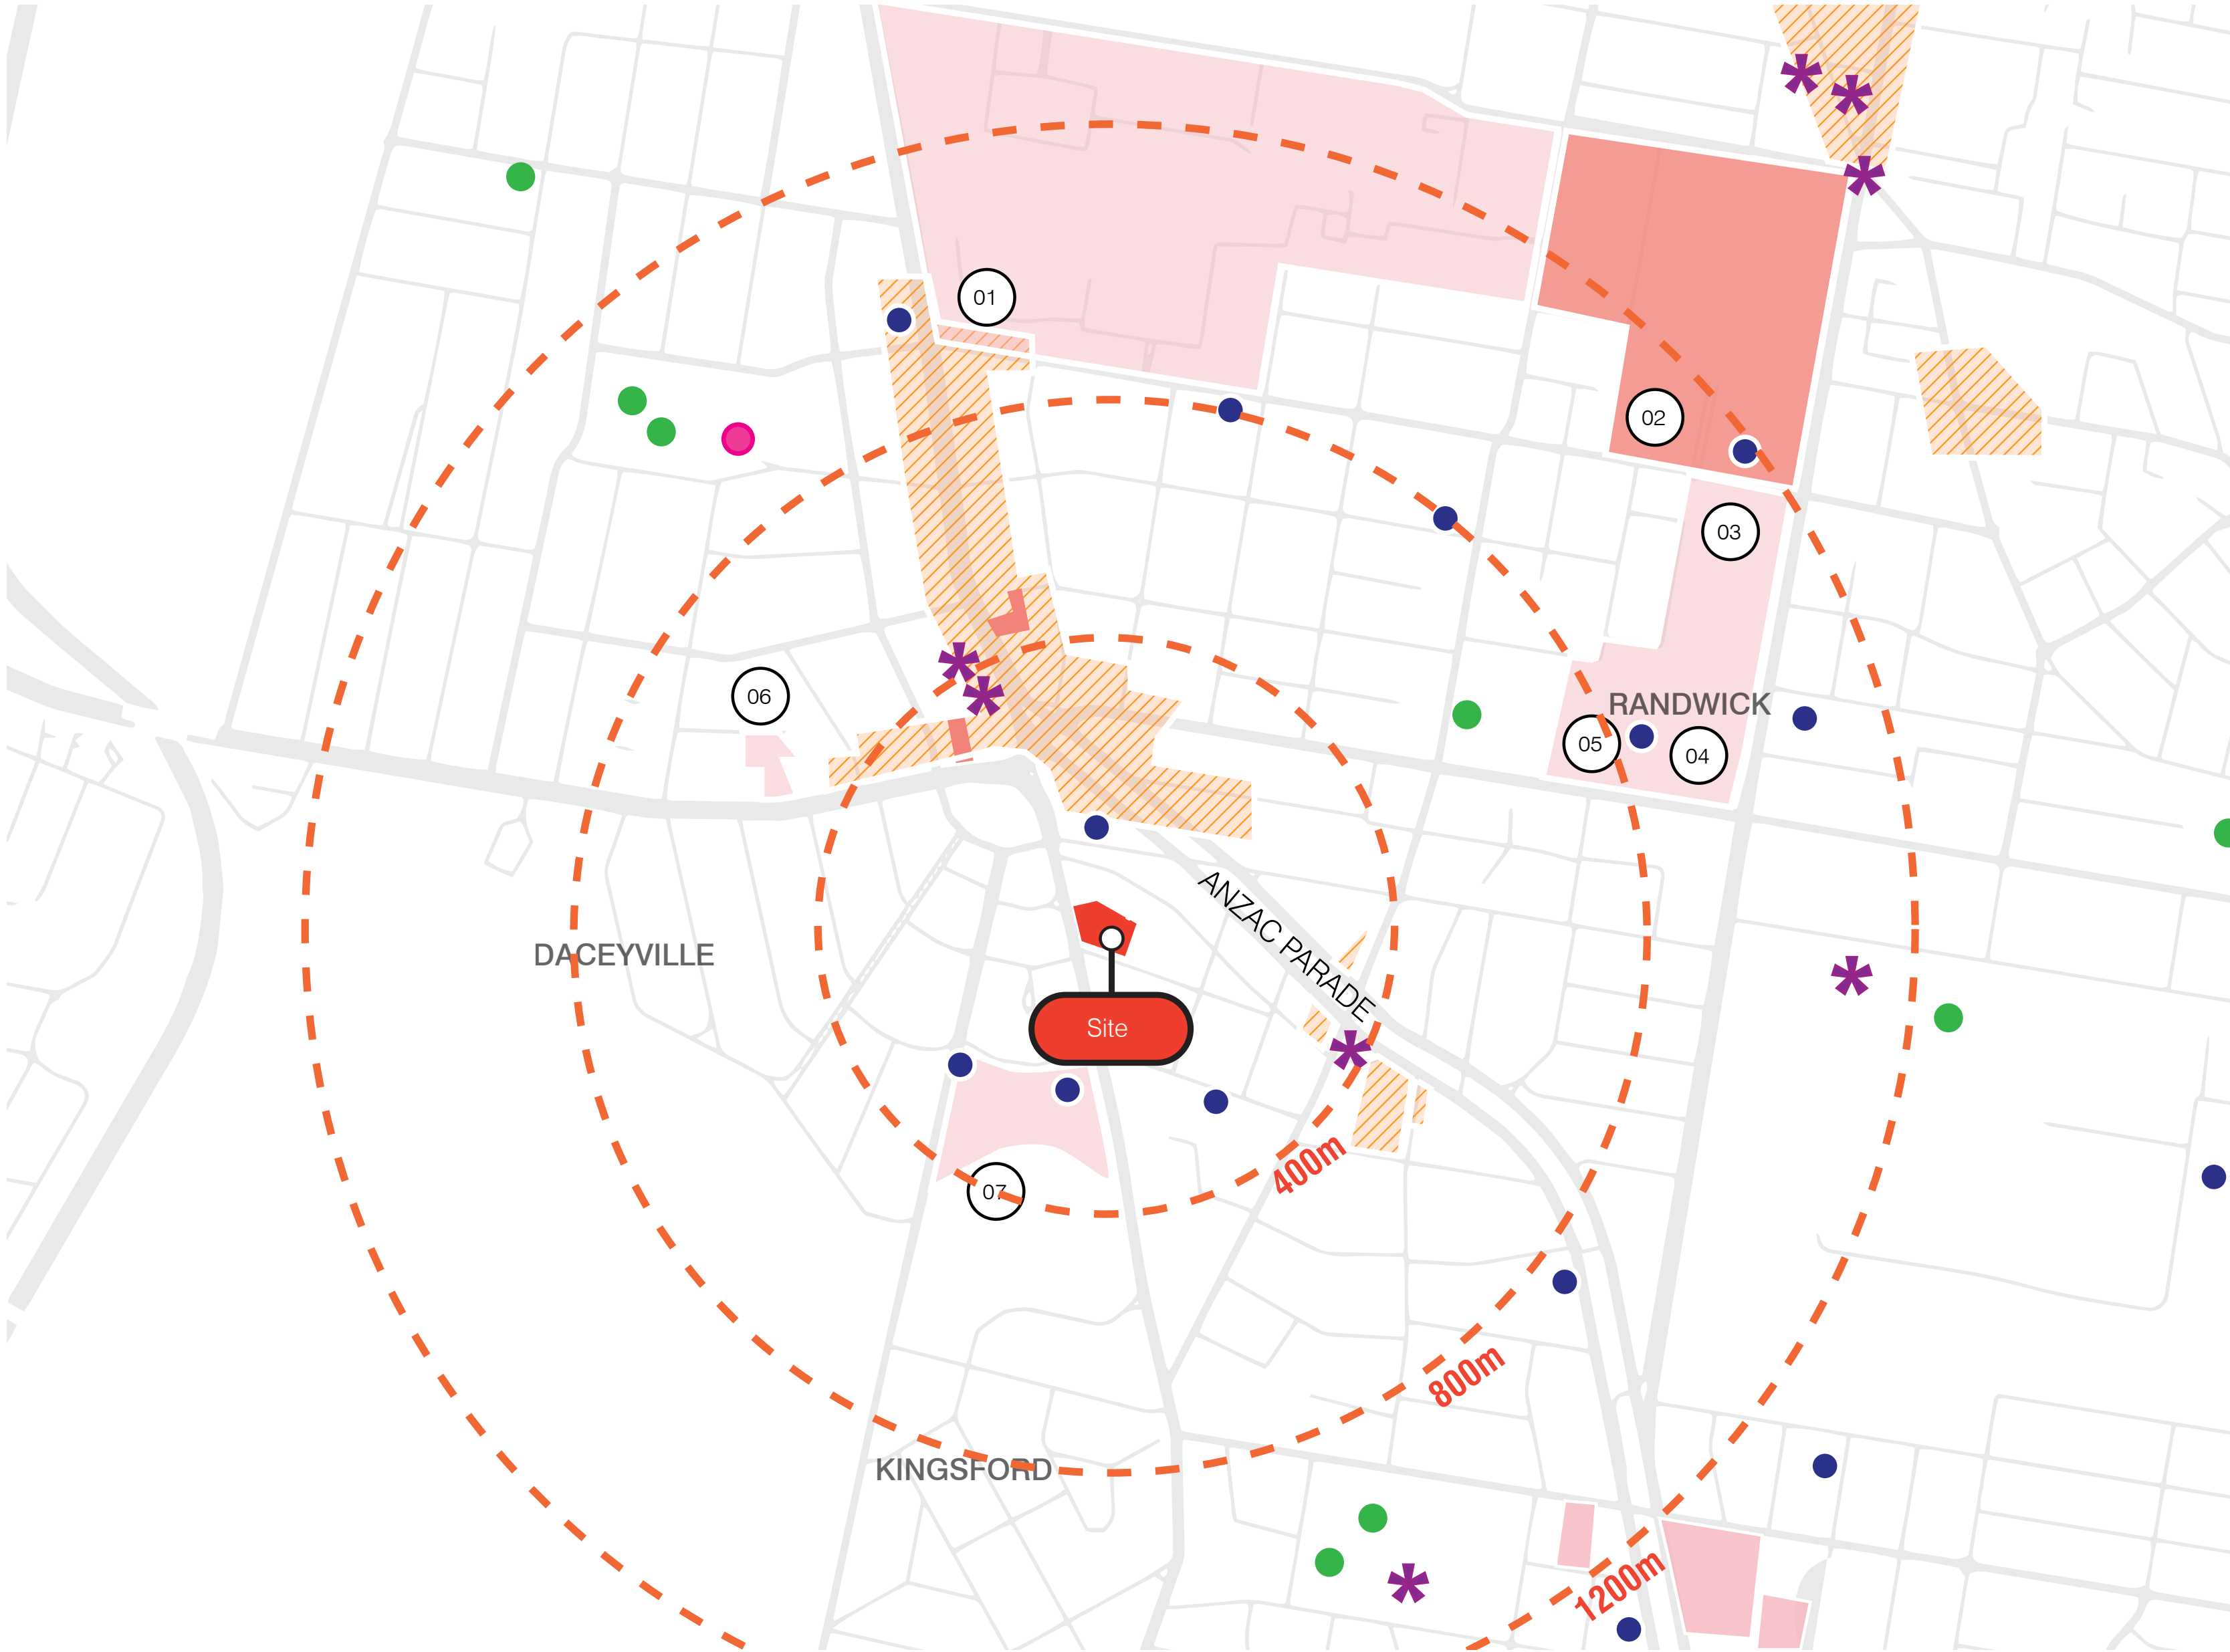 01
02
03
06
RANDWICK
05
04
ANZAC PARADE
DACEYVILLE
Site
400m
07
800m
KINGSFORD
1200m